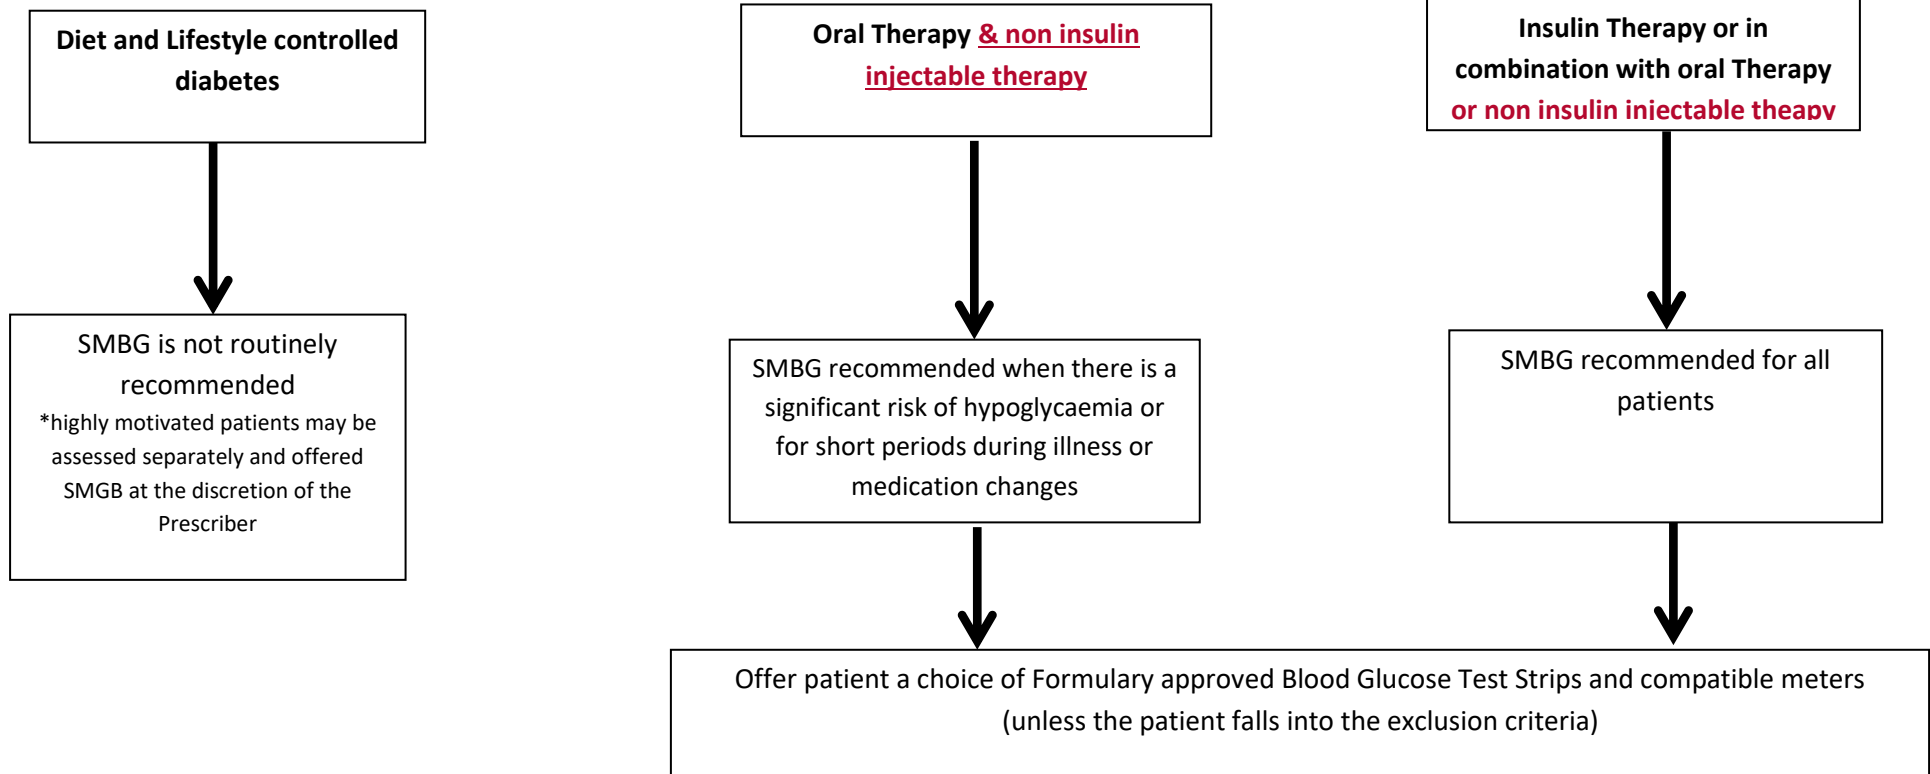 Diet and Lifestyle controlled
diabetes
Oral Therapy & non insulin
injectable therapy
Insulin Therapy or in
combination with oral Therapy
or non insulin injectable theapy
SMBG is not routinely
recommended
*highly motivated patients may be
assessed separately and offered
SMGB at the discretion of the
Prescriber
SMBG recommended when there is a
significant risk of hypoglycaemia or
for short periods during illness or
medication changes
SMBG recommended for all
patients
Offer patient a choice of Formulary approved Blood Glucose Test Strips and compatible meters
(unless the patient falls into the exclusion criteria)